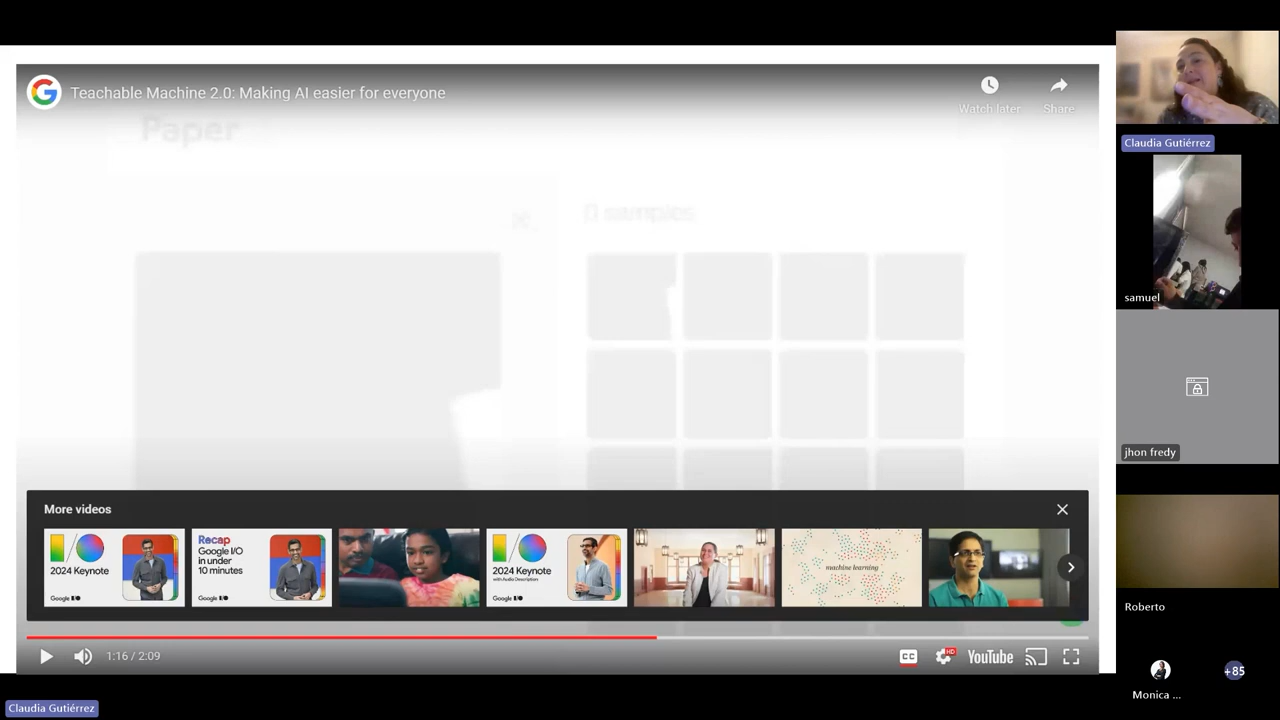 Teachable Machine 2.0: Making AI easier for everyone
Watch later
Share
Paper
0 samples
More videos
2024 Keynote
Google I/O
Recap
Google I/O
in under
10 minutes
Google I/O
2024 Keynote
with Audio Description
Google I/O
machine learning
1:16 / 2:09
CC
HD
YouTube
Claudia Gutiérrez
samuel
jhon fredy
Roberto
Monica ...
+85
Claudia Gutiérrez